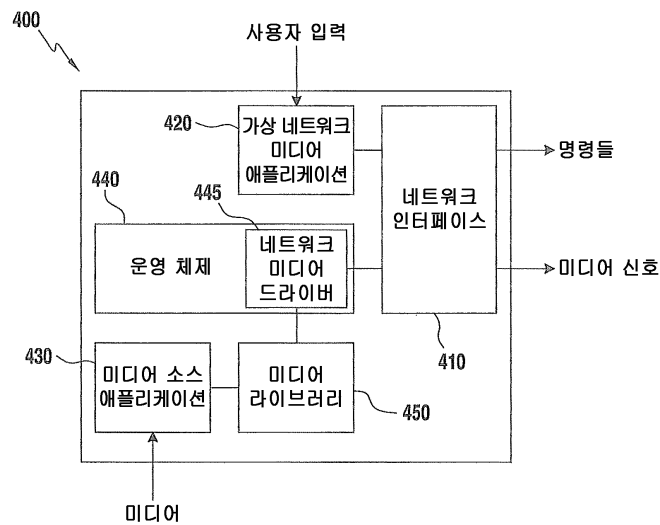 400
사용자 입력
420
가상 네트워크
미디어
애플리케이션
명령들
440
445
네트워크
인터페이스
운영 체제
네트워크
미디어
드라이버
미디어 신호
430
미디어 소스
애플리케이션
미디어
라이브러리
410
450
미디어